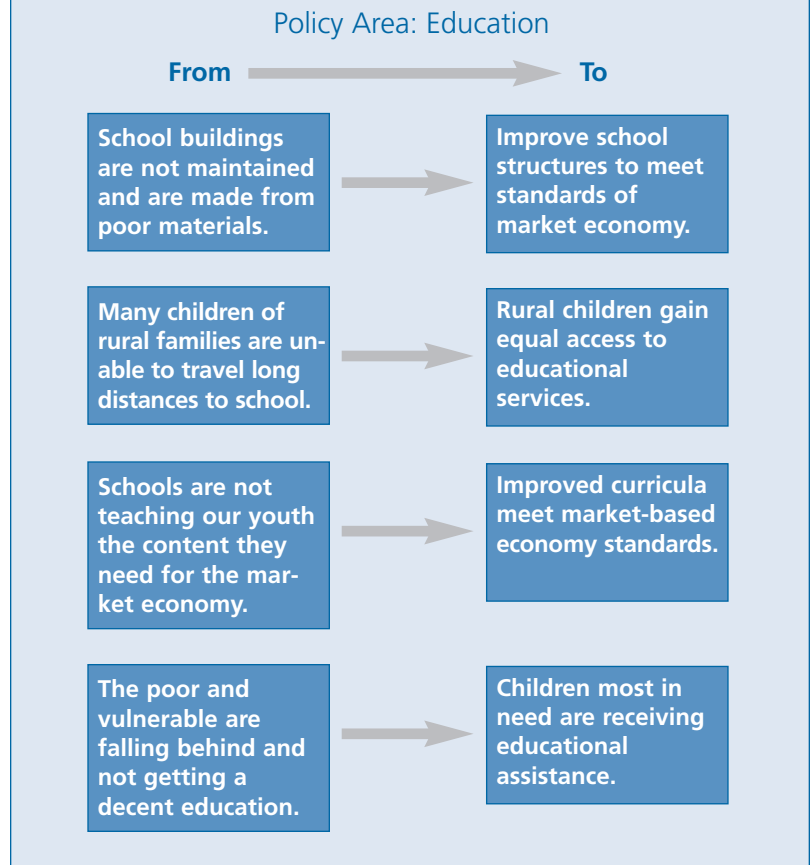 Policy Area: Education
From To
School buildings
are not maintained
and are made from
poor materials.
Improve school
structures to meet
standards of
market economy.
Many children of
rural families are un-
able to travel long
distances to school.
Rural children gain
equal access to
educational
services.
Schools are not
teaching our youth
the content they
need for the mar-
ket economy.
Improved curricula
meet market-based
economy standards.
The poor and
vulnerable are
falling behind and
not getting a
decent education.
Children most in
need are receiving
educational
assistance.